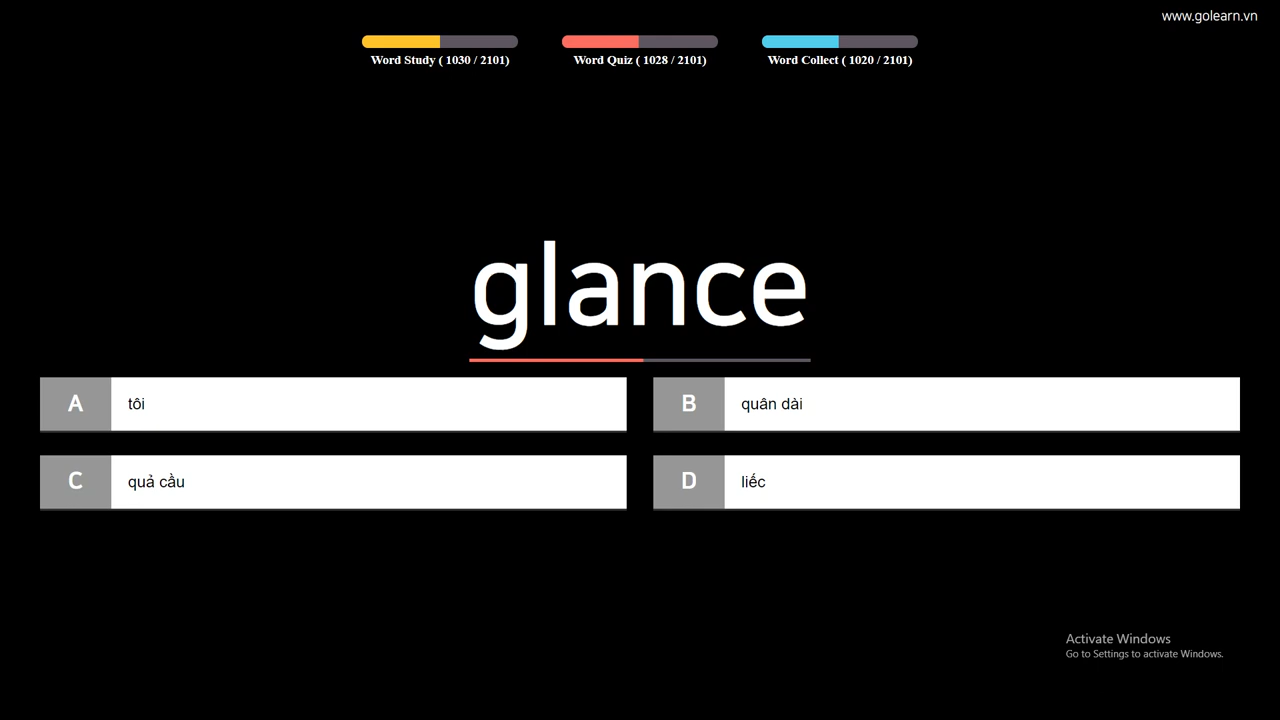 www.golearn.vn
Word Study ( 1030 / 2101)
Word Quiz ( 1028 / 2101)
Word Collect ( 1020 / 2101)
glance
A tôi
B quân dài
C quả cầu
D liếc
Activate Windows
Go to Settings to activate Windows.